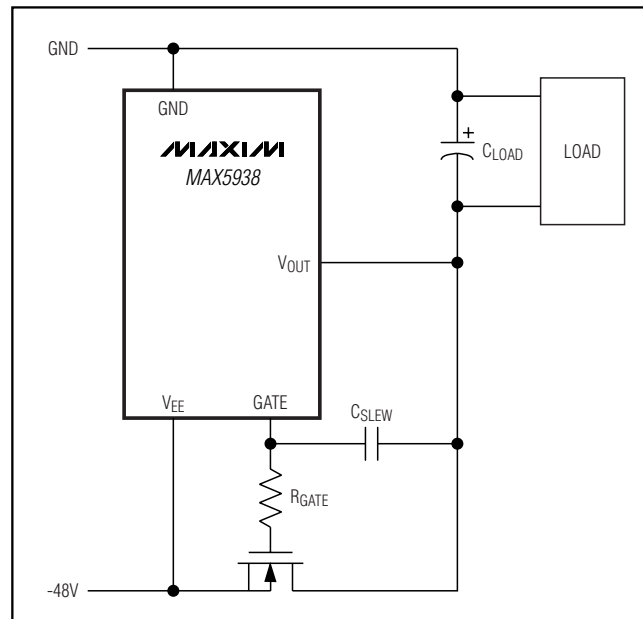 GND
GND
MAXIM
MAX5938
+
CLOAD
LOAD
VOUT
VEE
GATE
CSLEW
RGATE
-48V